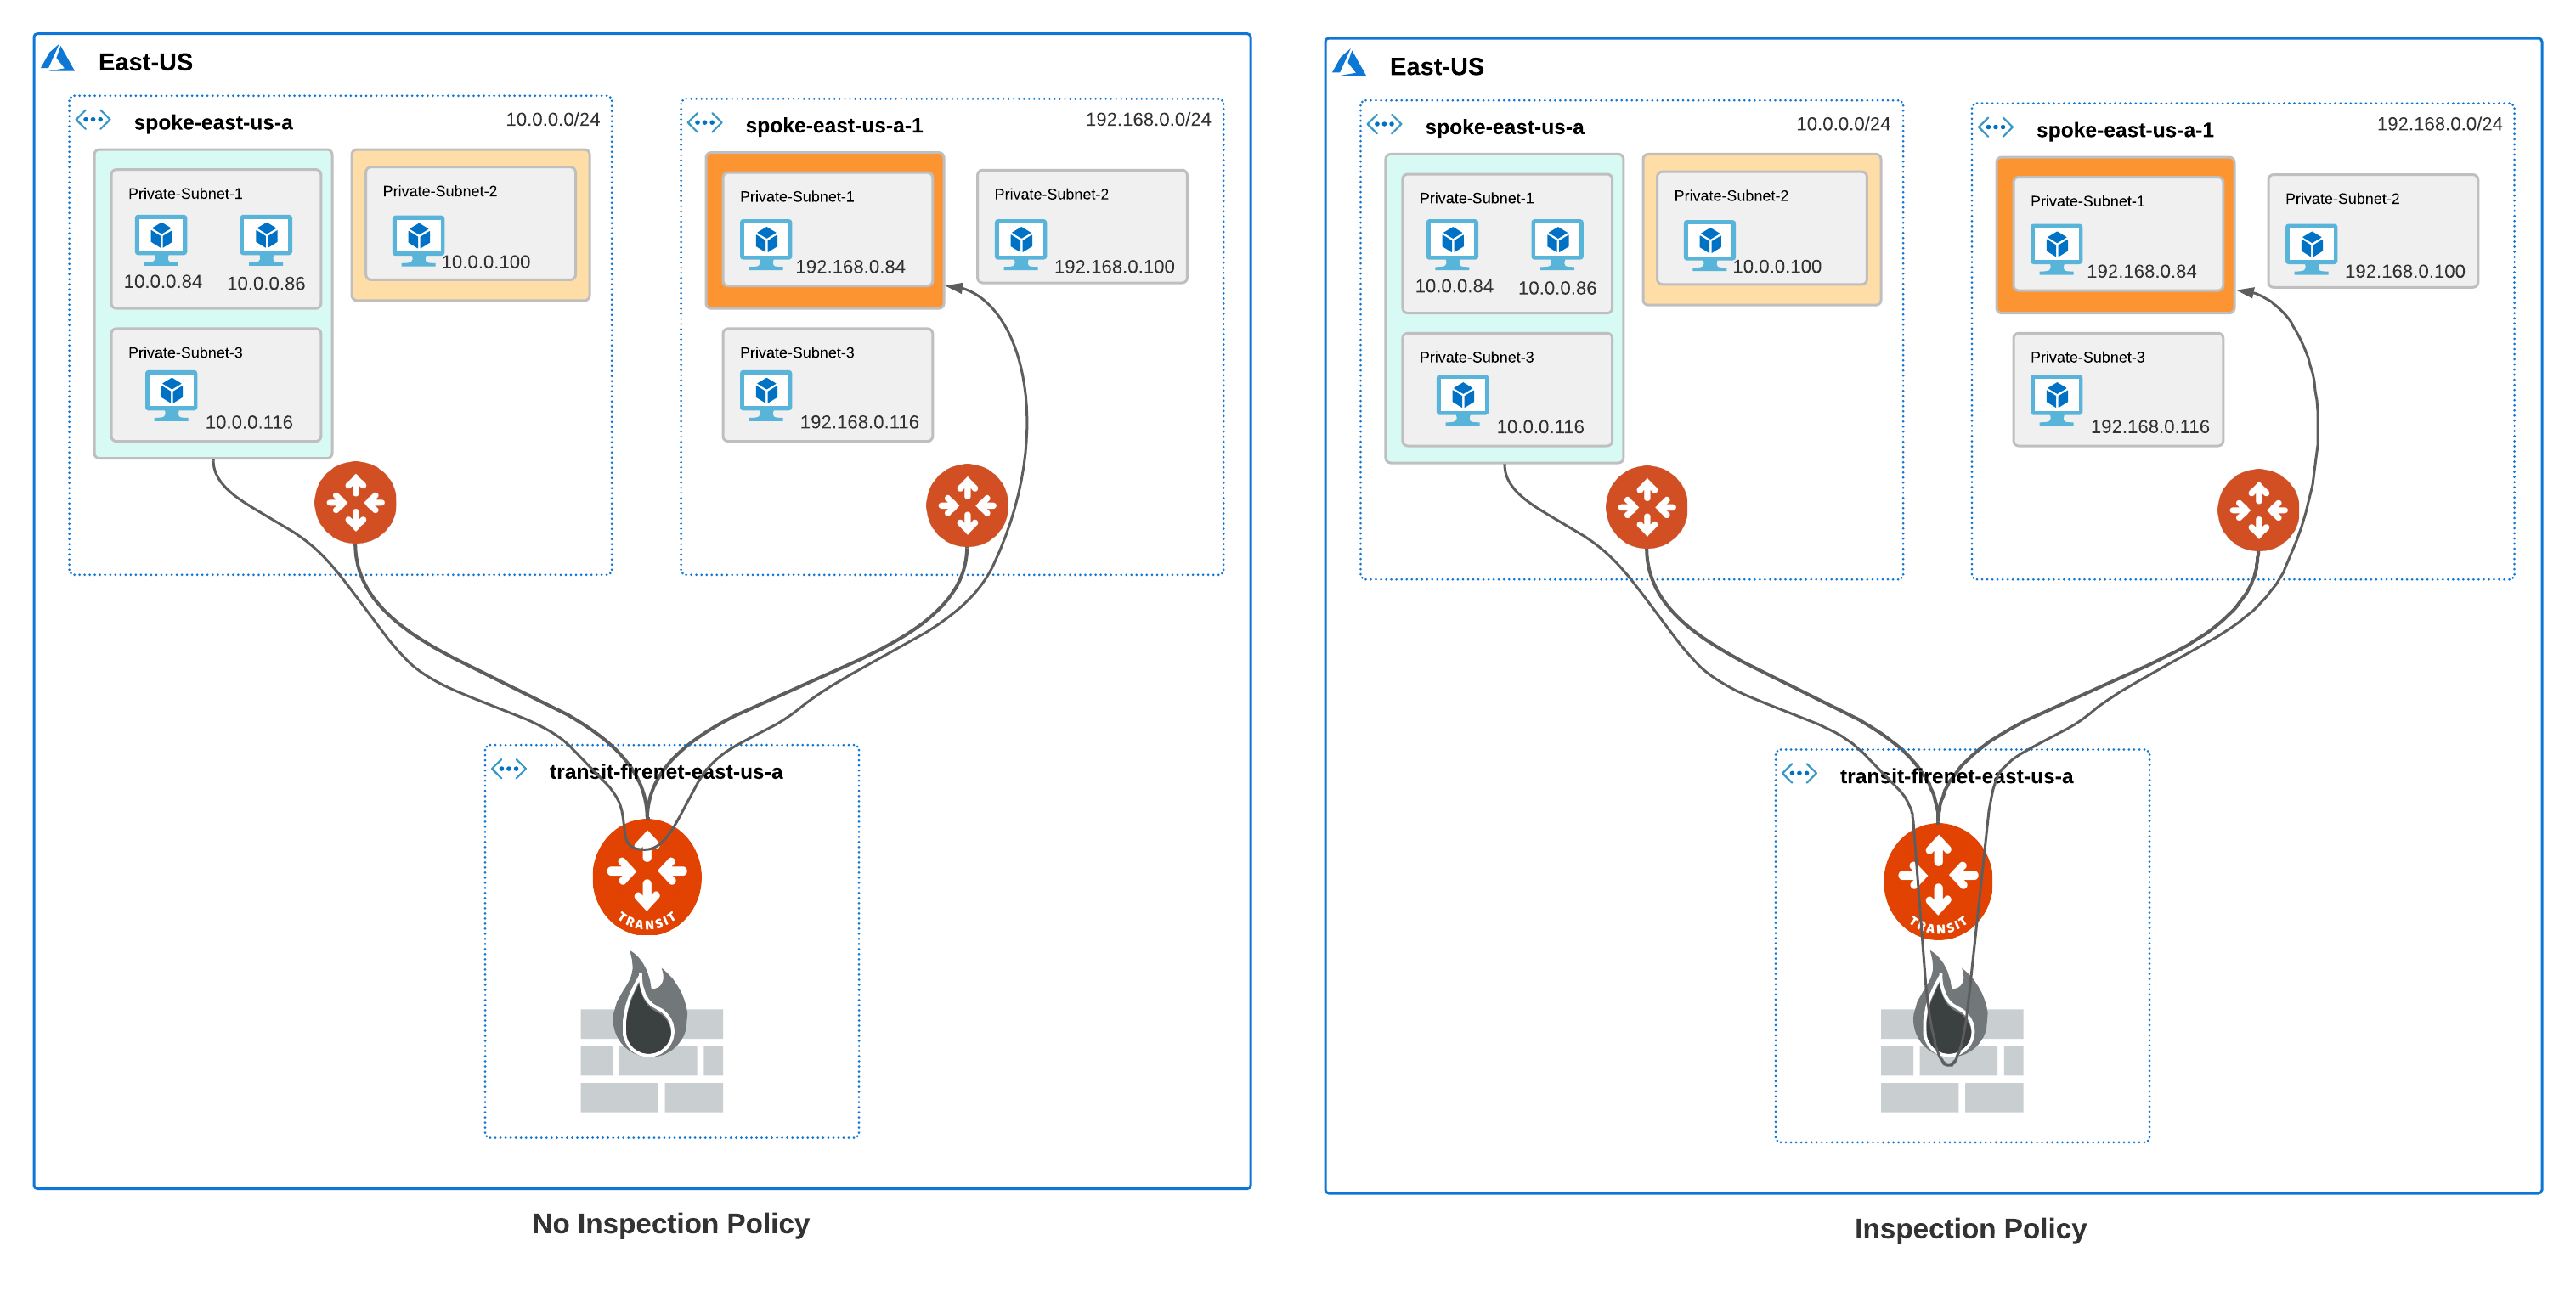 East-US
spoke-east-us-a
10.0.0.0/24
Private-Subnet-1
10.0.0.84
10.0.0.86
Private-Subnet-2
10.0.0.100
Private-Subnet-3
10.0.0.116
spoke-east-us-a-1
192.168.0.0/24
Private-Subnet-1
192.168.0.84
Private-Subnet-2
192.168.0.100
Private-Subnet-3
192.168.0.116
transit-firenet-east-us-a
TRANSIT
No Inspection Policy
East-US
spoke-east-us-a
10.0.0.0/24
Private-Subnet-1
10.0.0.84
10.0.0.86
Private-Subnet-2
10.0.0.100
Private-Subnet-3
10.0.0.116
spoke-east-us-a-1
192.168.0.0/24
Private-Subnet-1
192.168.0.84
Private-Subnet-2
192.168.0.100
Private-Subnet-3
192.168.0.116
transit-firenet-east-us-a
TRANSIT
Inspection Policy